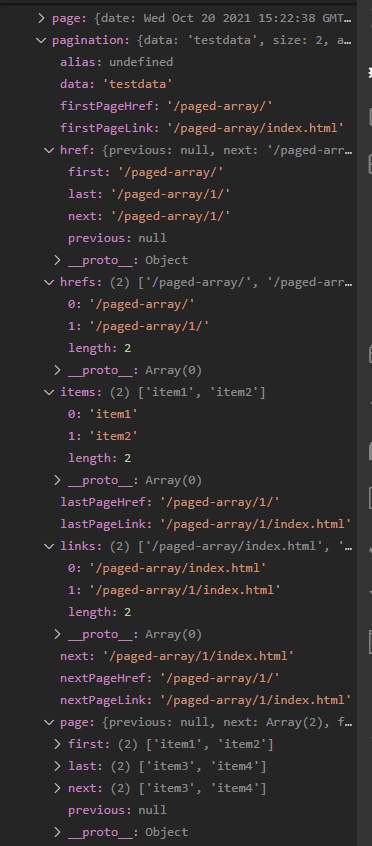 page: {date: Wed Oct 20 2021 15:22:38 GMT…
pagination: {data: 'testdata', size: 2, a…
alias: undefined
data: 'testdata'
firstPageHref: '/paged-array/'
firstPageLink: '/paged-array/index.html'
href: {previous: null, next: '/paged-arr…
first: '/paged-array/'
last: '/paged-array/1/'
next: '/paged-array/1/'
previous: null
__proto__: Object
hrefs: (2) ['/paged-array/', '/paged-arr…
0: '/paged-array/'
1: '/paged-array/1/'
length: 2
__proto__: Array(0)
items: (2) ['item1', 'item2']
0: 'item1'
1: 'item2'
length: 2
__proto__: Array(0)
lastPageHref: '/paged-array/1/'
lastPageLink: '/paged-array/1/index.html'
links: (2) ['/paged-array/index.html', '…
0: '/paged-array/index.html'
1: '/paged-array/1/index.html'
length: 2
__proto__: Array(0)
next: '/paged-array/1/index.html'
nextPageHref: '/paged-array/1/'
nextPageLink: '/paged-array/1/index.html'
page: {previous: null, next: Array(2), f…
first: (2) ['item1', 'item2']
last: (2) ['item3', 'item4']
next: (2) ['item3', 'item4']
previous: null
__proto__: Object